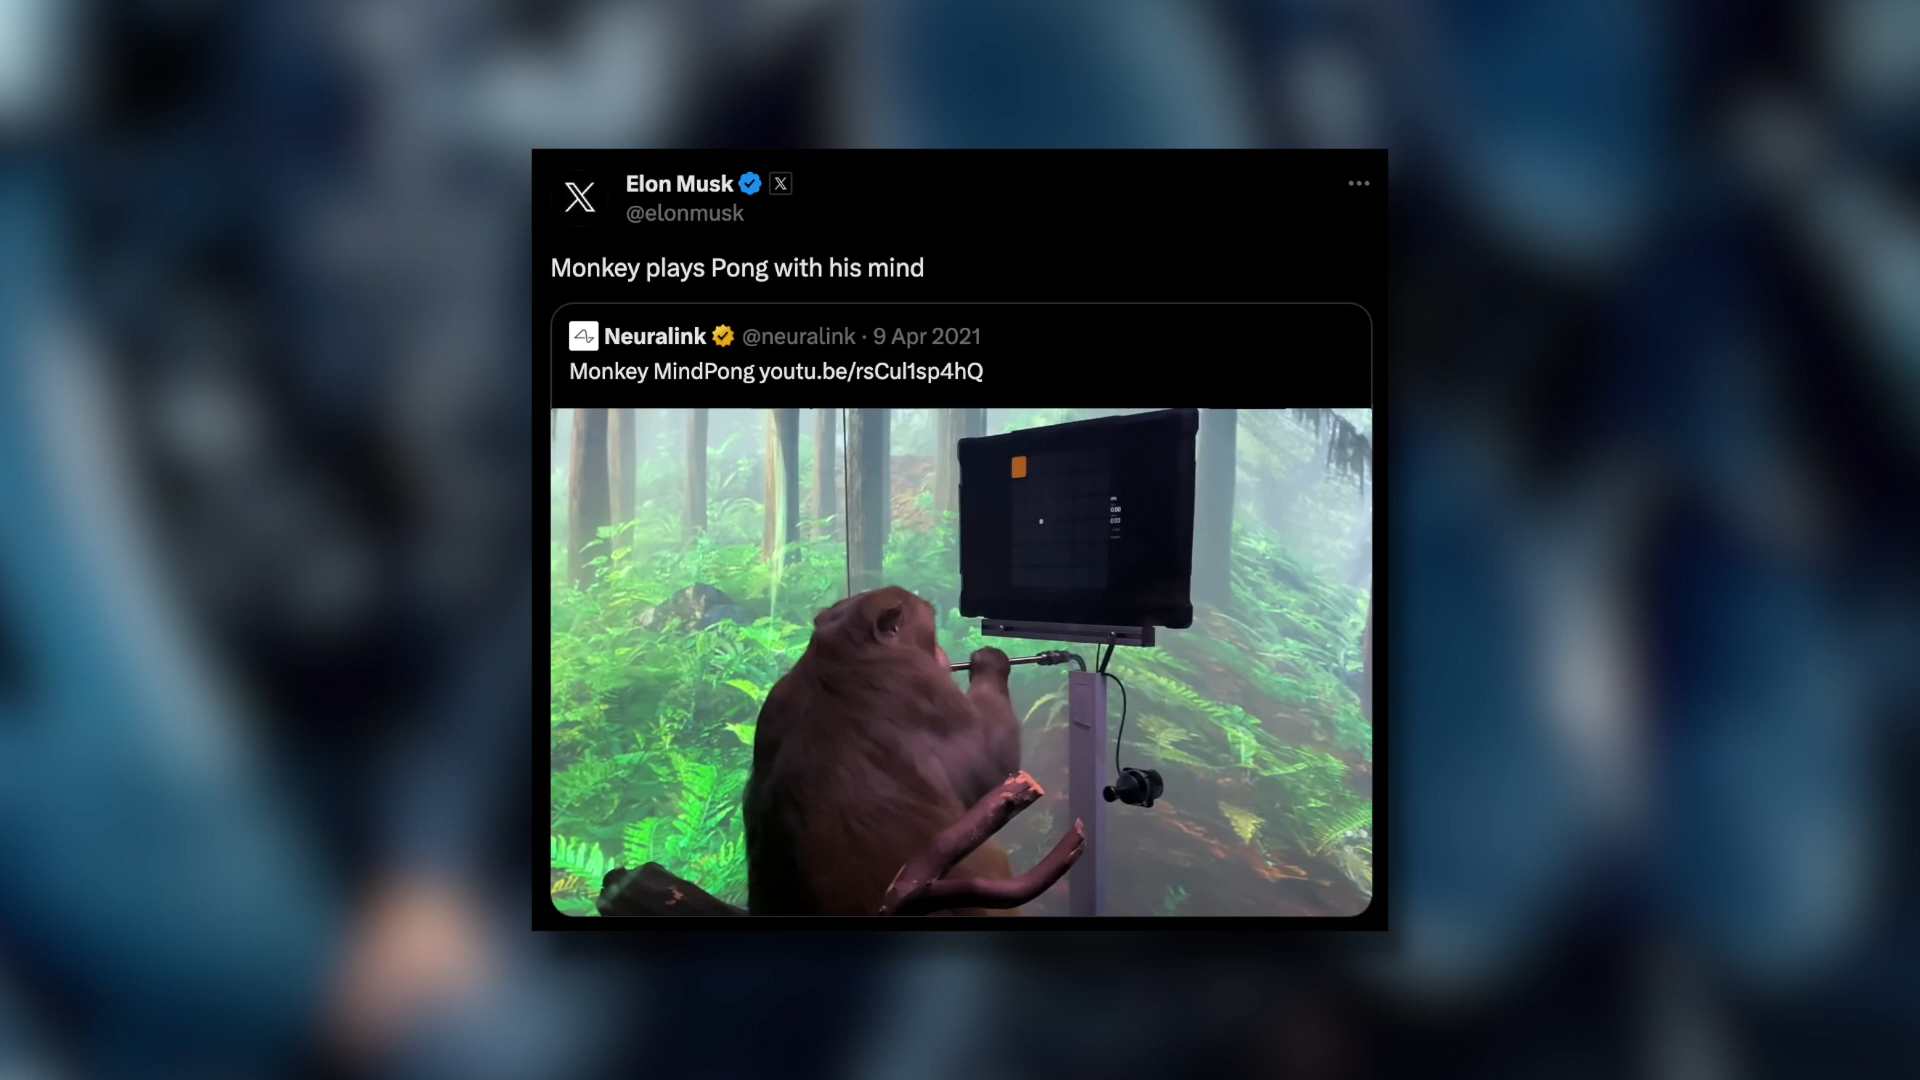 Elon Musk
@elonmusk
Monkey plays Pong with his mind
Neuralink @neuralink · 9 Apr 2021
Monkey MindPong youtu.be/rsCul1sp4hQ